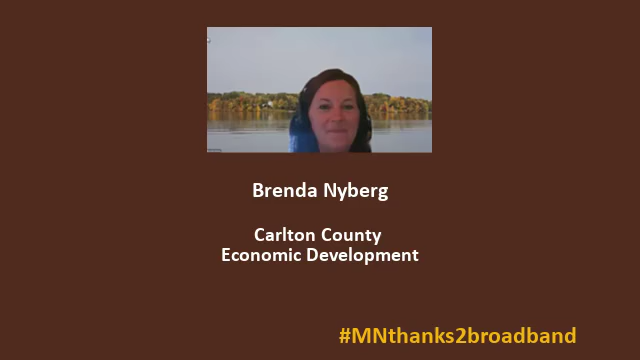 Brenda Nyberg
Carlton County
Economic Development
#MNthanks2broadband